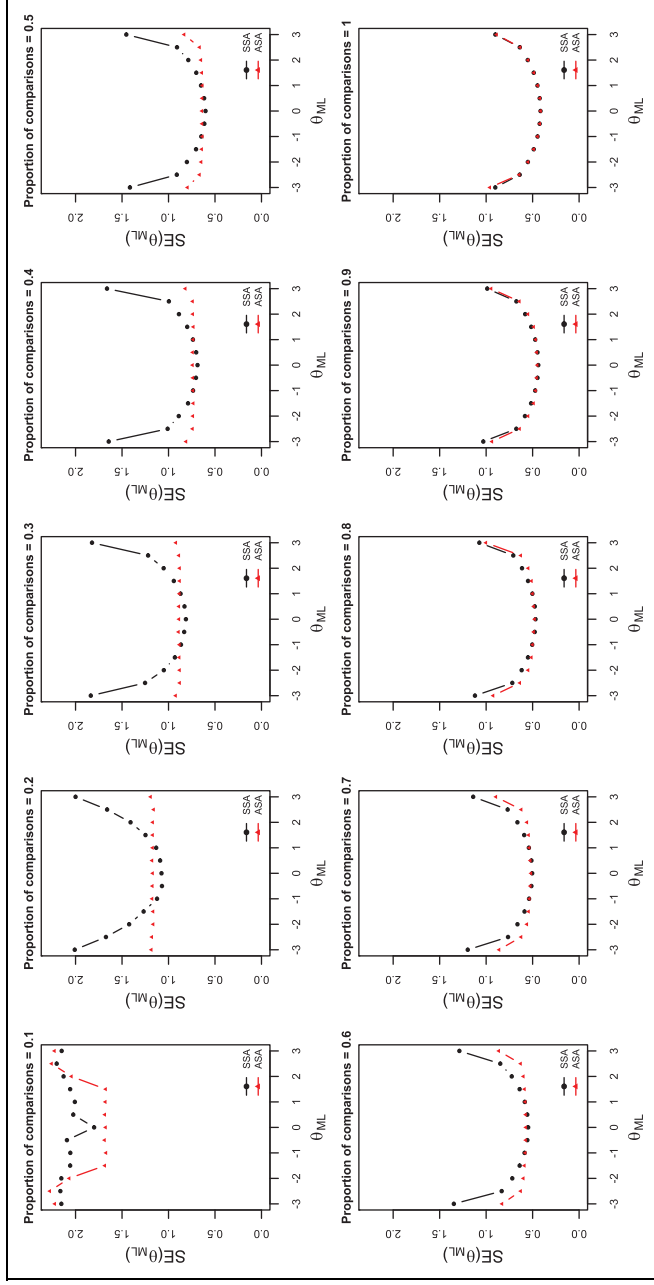 Proportion of comparisons = 0.1
SE(θML)
2.0
1.5
1.0
0.5
0.0
SSA
ASA
-3 -2 -1 0 1 2 3
θML
Proportion of comparisons = 0.2
SE(θML)
2.0
1.5
1.0
0.5
0.0
SSA
ASA
-3 -2 -1 0 1 2 3
θML
Proportion of comparisons = 0.3
SE(θML)
2.0
1.5
1.0
0.5
0.0
SSA
ASA
-3 -2 -1 0 1 2 3
θML
Proportion of comparisons = 0.4
SE(θML)
2.0
1.5
1.0
0.5
0.0
SSA
ASA
-3 -2 -1 0 1 2 3
θML
Proportion of comparisons = 0.5
SE(θML)
2.0
1.5
1.0
0.5
0.0
SSA
ASA
-3 -2 -1 0 1 2 3
θML
Proportion of comparisons = 0.6
SE(θML)
2.0
1.5
1.0
0.5
0.0
SSA
ASA
-3 -2 -1 0 1 2 3
θML
Proportion of comparisons = 0.7
SE(θML)
2.0
1.5
1.0
0.5
0.0
SSA
ASA
-3 -2 -1 0 1 2 3
θML
Proportion of comparisons = 0.8
SE(θML)
2.0
1.5
1.0
0.5
0.0
SSA
ASA
-3 -2 -1 0 1 2 3
θML
Proportion of comparisons = 0.9
SE(θML)
2.0
1.5
1.0
0.5
0.0
SSA
ASA
-3 -2 -1 0 1 2 3
θML
Proportion of comparisons = 1
SE(θML)
2.0
1.5
1.0
0.5
0.0
SSA
ASA
-3 -2 -1 0 1 2 3
θML